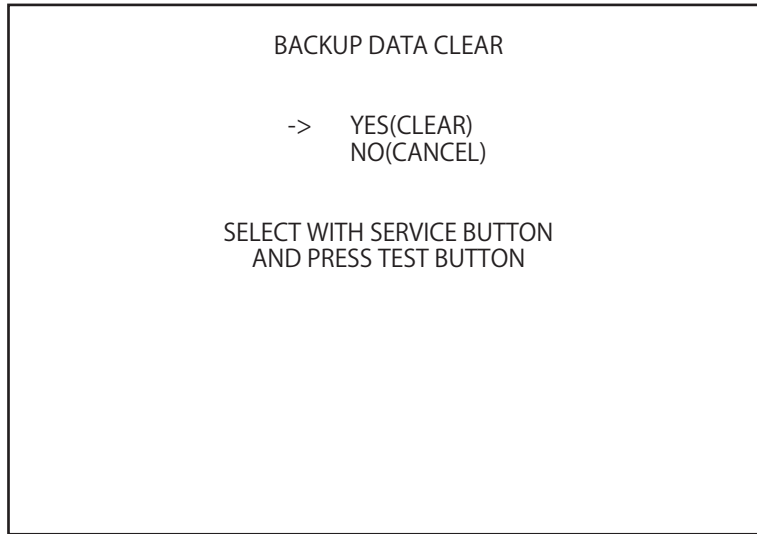 BACKUP DATA CLEAR
-> YES(CLEAR)
NO(CANCEL)
SELECT WITH SERVICE BUTTON
AND PRESS TEST BUTTON